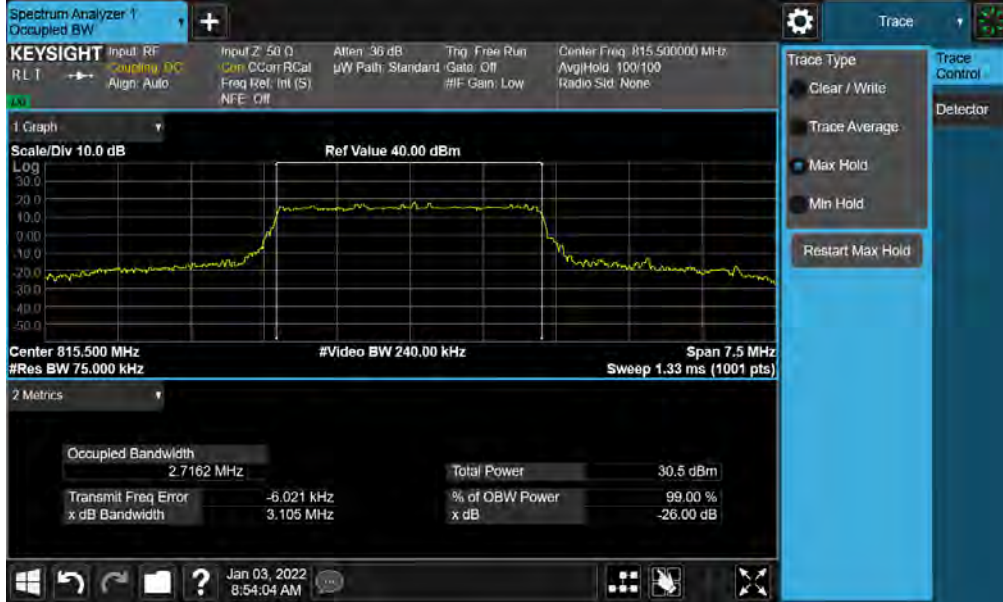 Spectrum Analyzer 1
Occupied BW
Trace
KEYSIGHT
RLT
Input: RF
Coupling: DC
Align: Auto
Input Z: 50 Ω
Corr CCorr RCal
Freq Ref: Int (S)
NFE: Off
Atten: 36 dB
µW Path: Standard
Trig: Free Run
Gate: Off
#IF Gain: Low
Center Freq: 815.500000 MHz
Avg|Hold: 100/100
Radio Std: None
1 Graph
Scale/Div 10.0 dB
Ref Value 40.00 dBm
Log
30.0
20.0
10.0
0.00
-10.0
-20.0
-30.0
-40.0
-50.0
Center 815.500 MHz
#Video BW 240.00 kHz
Span 7.5 MHz
#Res BW 75.000 kHz
Sweep 1.33 ms (1001 pts)
2 Metrics
Occupied Bandwidth
2.7162 MHz
Total Power 30.5 dBm
Transmit Freq Error -6.021 kHz
% of OBW Power 99.00 %
x dB Bandwidth 3.105 MHz
x dB -26.00 dB
Jan 03, 2022
8:54:04 AM
Trace Type
Clear / Write
Trace Average
Max Hold
Min Hold
Restart Max Hold
Trace
Control
Detector